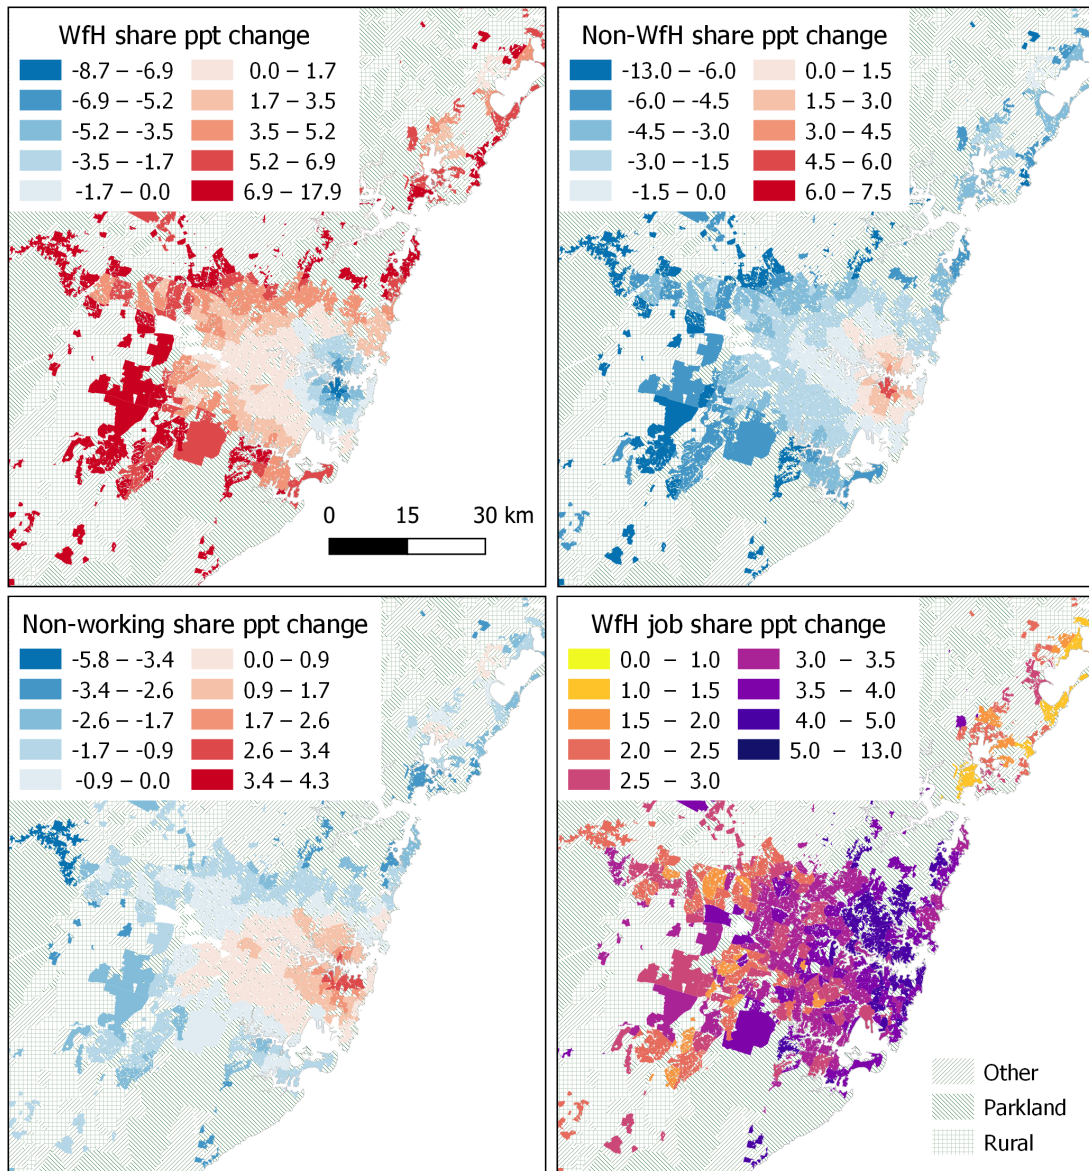 WfH share ppt change
-8.7 – -6.9 0.0 – 1.7
-6.9 – -5.2 1.7 – 3.5
-5.2 – -3.5 3.5 – 5.2
-3.5 – -1.7 5.2 – 6.9
-1.7 – 0.0 6.9 – 17.9
0 15 30 km
Non-WfH share ppt change
-13.0 – -6.0 0.0 – 1.5
-6.0 – -4.5 1.5 – 3.0
-4.5 – -3.0 3.0 – 4.5
-3.0 – -1.5 4.5 – 6.0
-1.5 – 0.0 6.0 – 7.5
Non-working share ppt change
-5.8 – -3.4 0.0 – 0.9
-3.4 – -2.6 0.9 – 1.7
-2.6 – -1.7 1.7 – 2.6
-1.7 – -0.9 2.6 – 3.4
-0.9 – 0.0 3.4 – 4.3
WfH job share ppt change
0.0 – 1.0 3.0 – 3.5
1.0 – 1.5 3.5 – 4.0
1.5 – 2.0 4.0 – 5.0
2.0 – 2.5 5.0 – 13.0
2.5 – 3.0
Other
Parkland
Rural